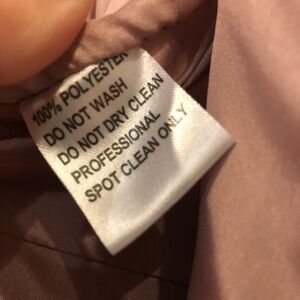 100% POLYESTER
DO NOT WASH
DO NOT DRY CLEAN
PROFESSIONAL
SPOT CLEAN ONLY